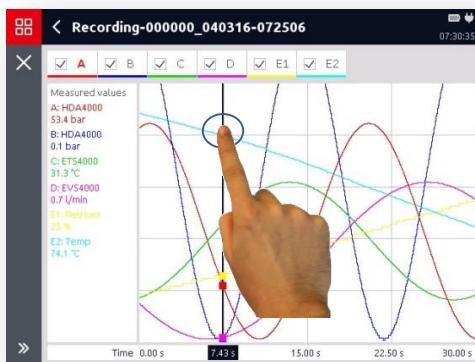 Recording-000000_040316-072506
07:30:35
A B C D E1 E2
Measured values
A: HDA4000
53.4 bar
B: HDA4000
0.1 bar
C: ETS4000
31.3 °C
D: EVS4000
0.7 l/min
E1: RelHum
25 %
E2: Temp
74.1 °C
Time 0.00 s 7.43 s 15.00 s 22.50 s 30.00 s